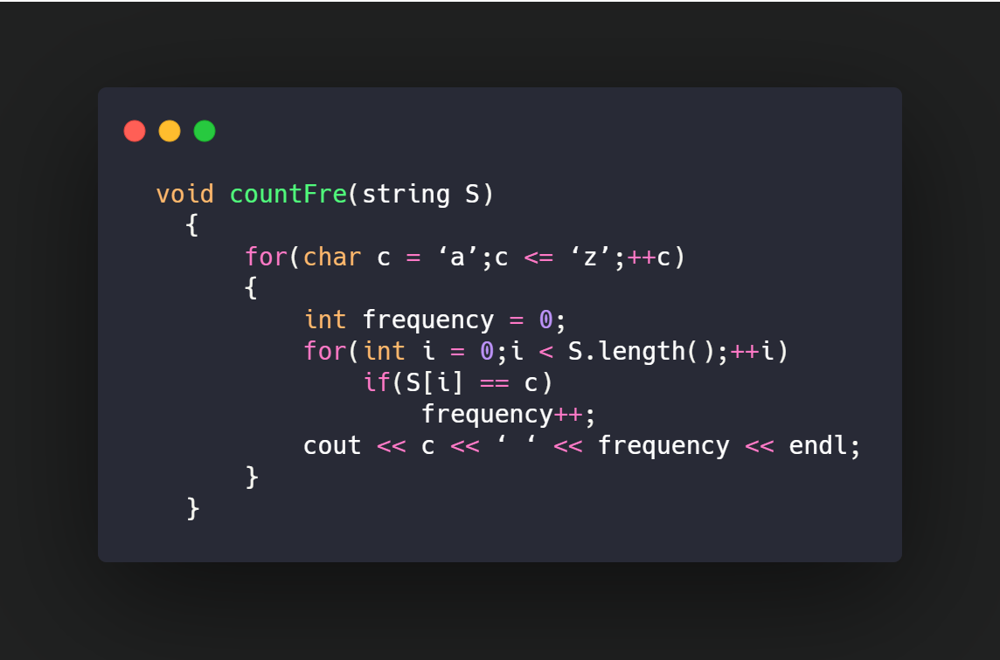 void countFre(string S)
{
for(char c = ‘a’;c <= ‘z’;++c)
{
int frequency = 0;
for(int i = 0;i < S.length();++i)
if(S[i] == c)
frequency++;
cout << c << ‘ ‘ << frequency << endl;
}
}